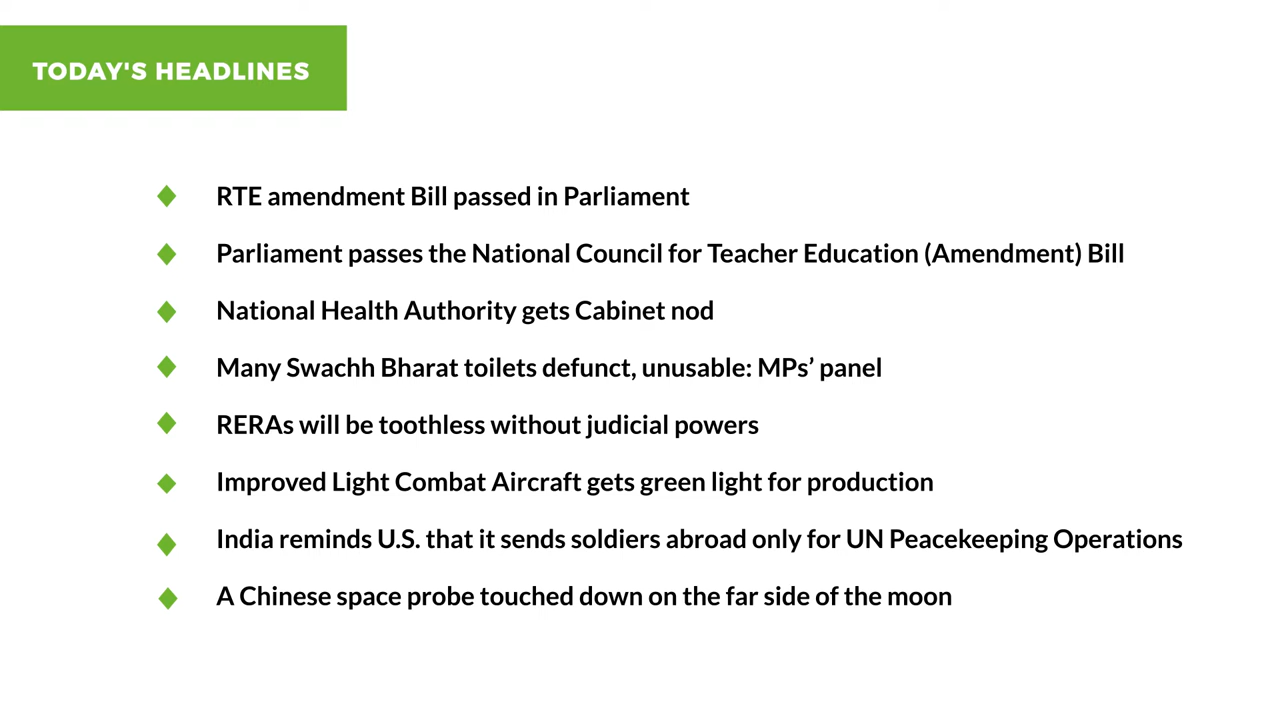 TODAY'S HEADLINES
RTE amendment Bill passed in Parliament
Parliament passes the National Council for Teacher Education (Amendment) Bill
National Health Authority gets Cabinet nod
Many Swachh Bharat toilets defunct, unusable: MPs’ panel
RERAs will be toothless without judicial powers
Improved Light Combat Aircraft gets green light for production
India reminds U.S. that it sends soldiers abroad only for UN Peacekeeping Operations
A Chinese space probe touched down on the far side of the moon